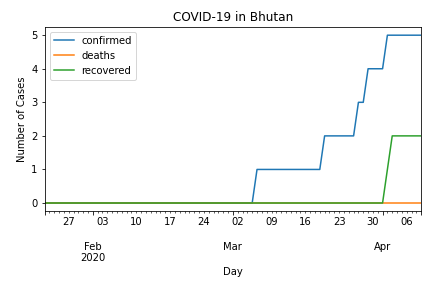 COVID-19 in Bhutan
confirmed
deaths
recovered
Number of Cases
5
4
3
2
1
0
27 03 10 17 24 02 09 16 23 30 06
Feb Mar Apr
2020
Day